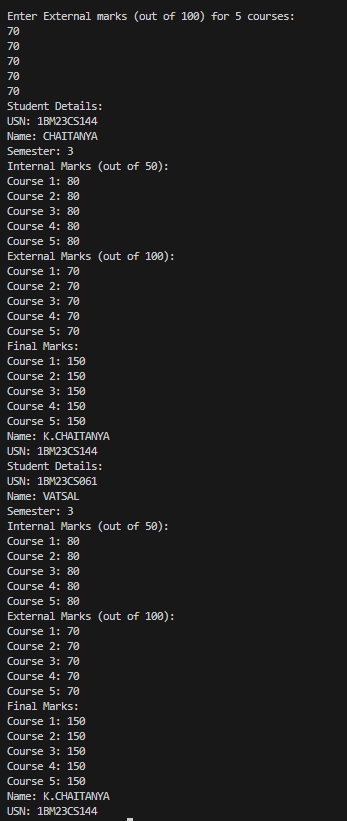 Enter External marks (out of 100) for 5 courses:
70
70
70
70
70
Student Details:
USN: 1BM23CS144
Name: CHAITANYA
Semester: 3
Internal Marks (out of 50):
Course 1: 80
Course 2: 80
Course 3: 80
Course 4: 80
Course 5: 80
External Marks (out of 100):
Course 1: 70
Course 2: 70
Course 3: 70
Course 4: 70
Course 5: 70
Final Marks:
Course 1: 150
Course 2: 150
Course 3: 150
Course 4: 150
Course 5: 150
Name: K.CHAITANYA
USN: 1BM23CS144
Student Details:
USN: 1BM23CS061
Name: VATSAL
Semester: 3
Internal Marks (out of 50):
Course 1: 80
Course 2: 80
Course 3: 80
Course 4: 80
Course 5: 80
External Marks (out of 100):
Course 1: 70
Course 2: 70
Course 3: 70
Course 4: 70
Course 5: 70
Final Marks:
Course 1: 150
Course 2: 150
Course 3: 150
Course 4: 150
Course 5: 150
Name: K.CHAITANYA
USN: 1BM23CS144